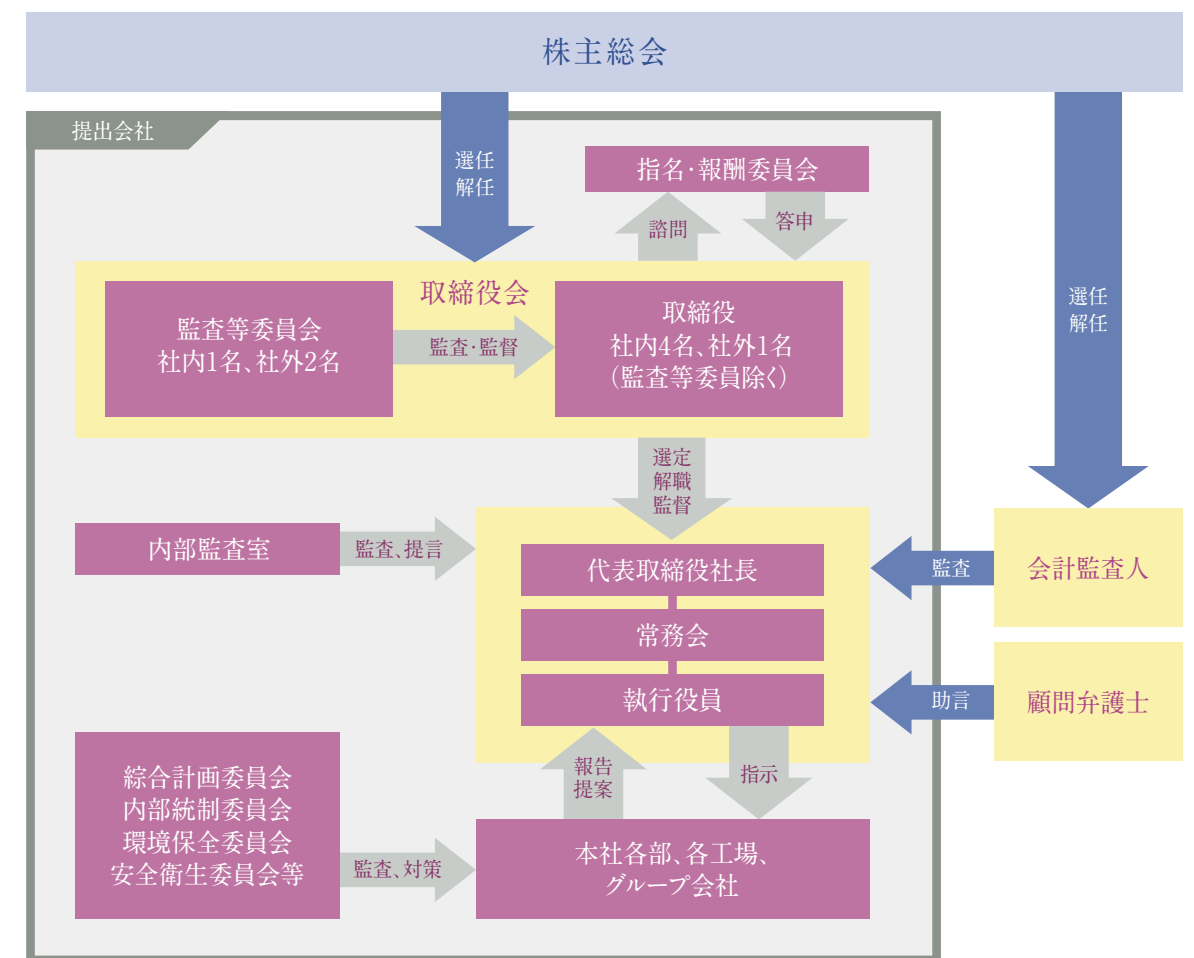 株主総会
提出会社
選任
解任
指名・報酬委員会
諮問
答申
取締役会
監査等委員会
社内1名、社外2名
監査・監督
取締役
社内4名、社外1名
（監査等委員除く）
選任
解任
選定
解職
監督
内部監査室
監査、提言
代表取締役社長
常務会
執行役員
監査
会計監査人
助言
顧問弁護士
報告
提案
指示
綜合計画委員会
内部統制委員会
環境保全委員会
安全衛生委員会等
監査、対策
本社各部、各工場、
グループ会社